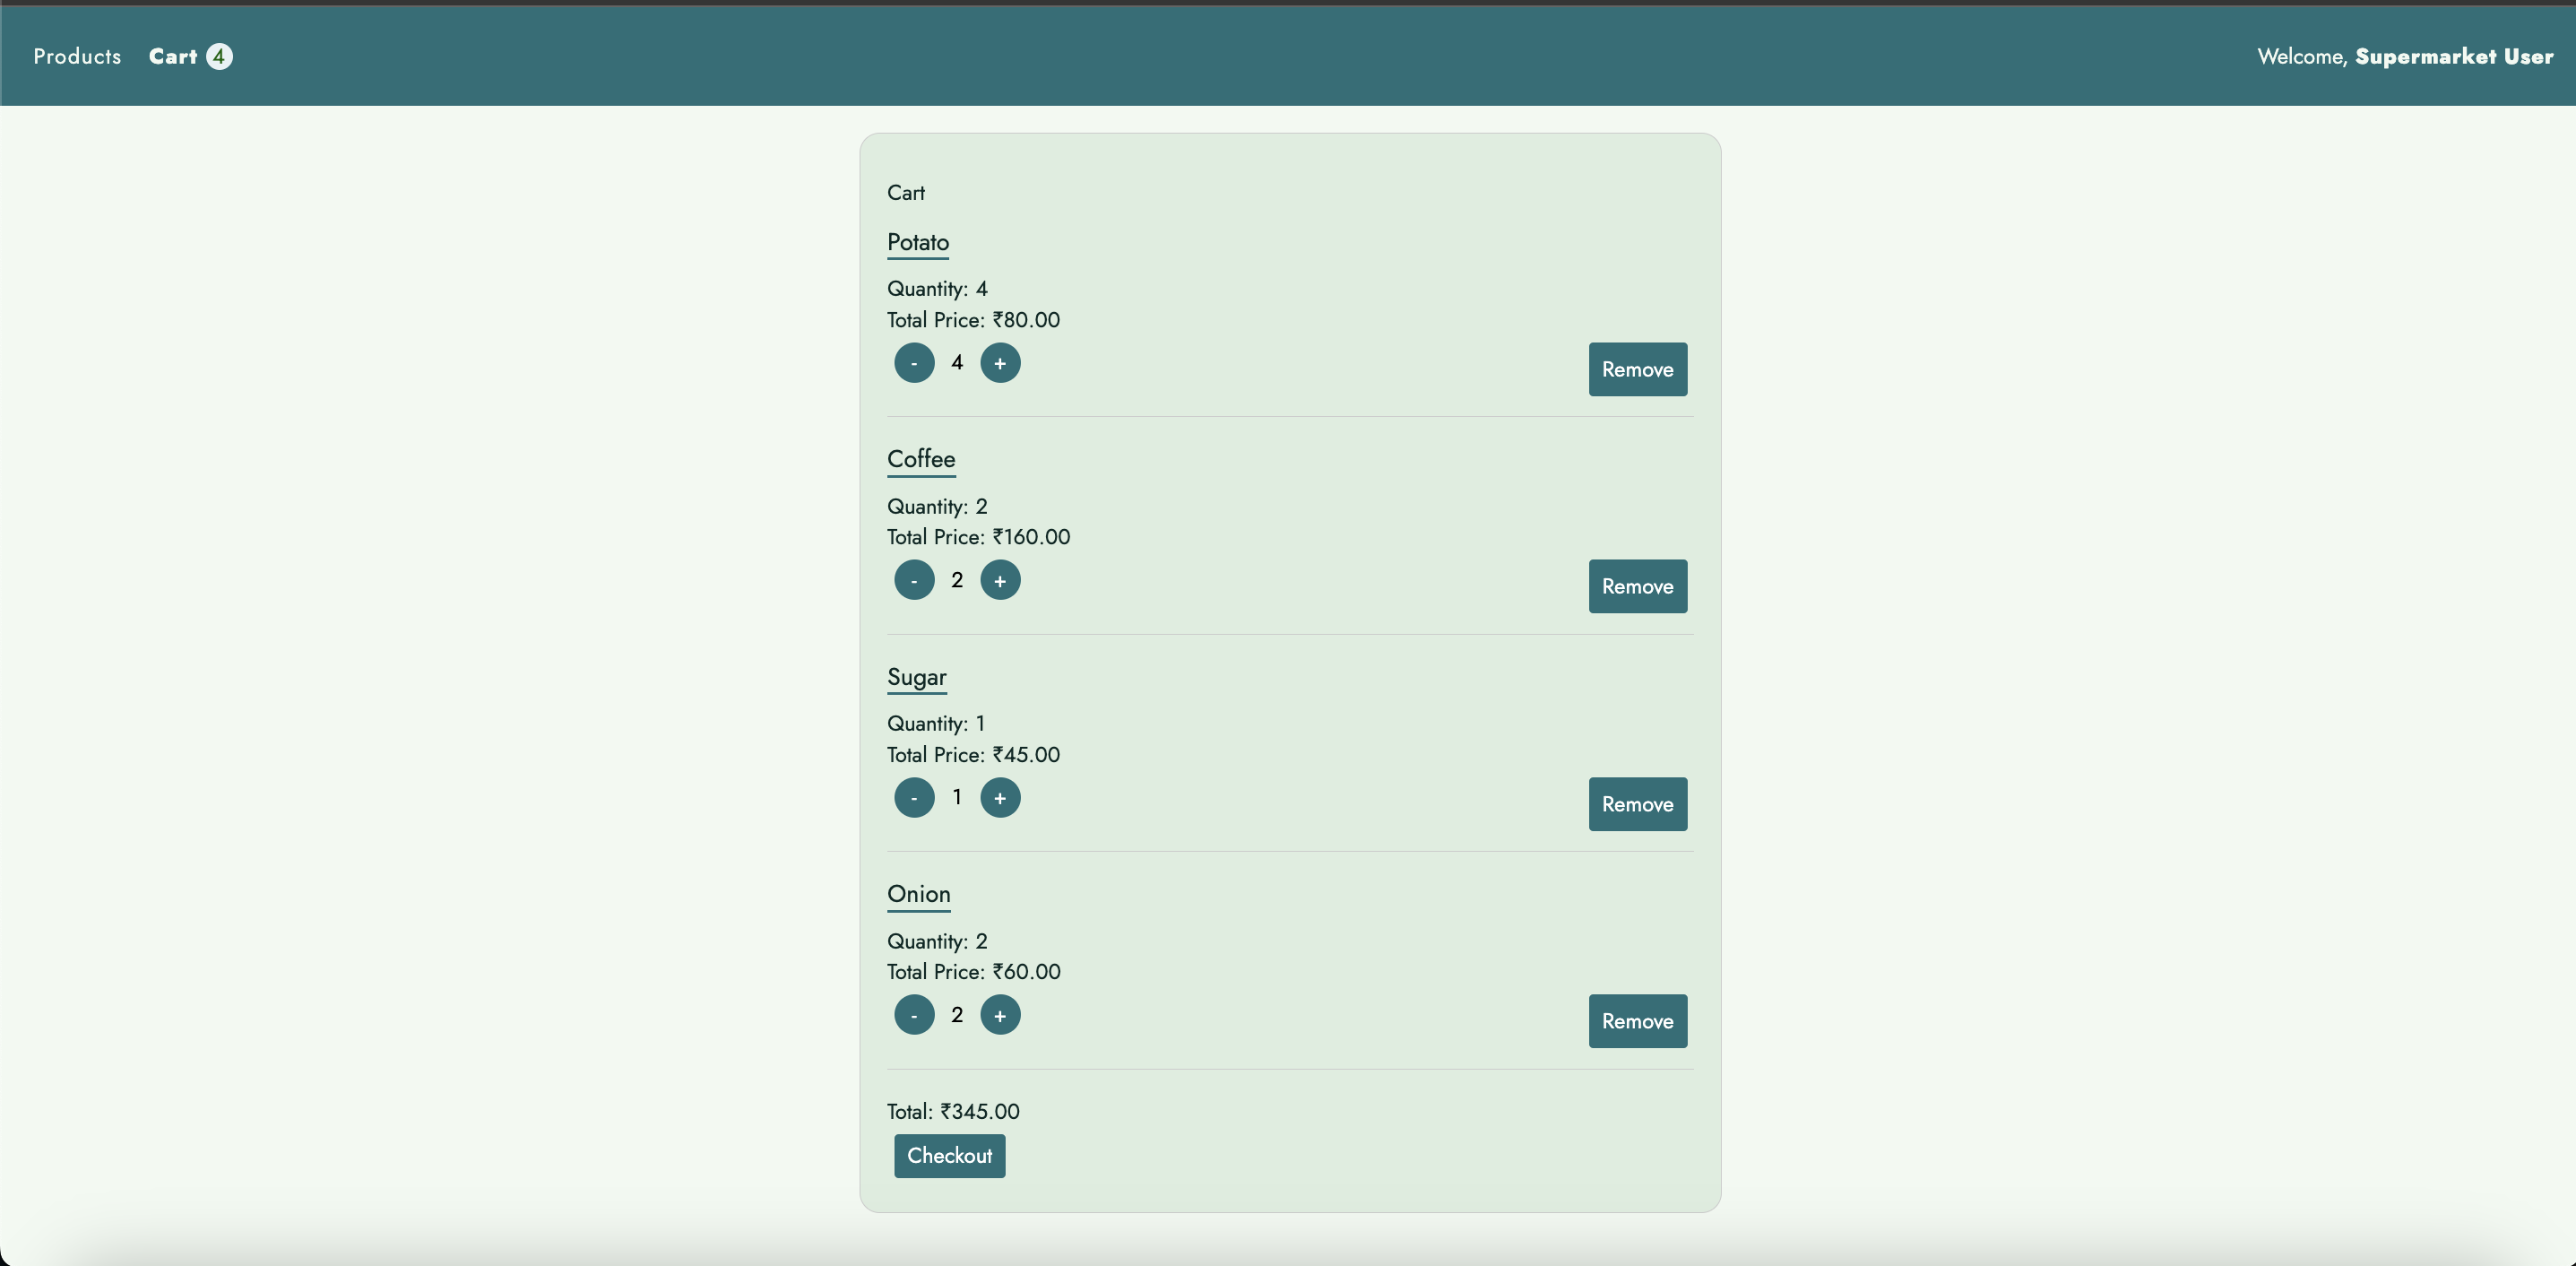 Products Cart 4 Welcome, Supermarket User
Cart
Potato
Quantity: 4
Total Price: ₹80.00
- 4 + Remove
Coffee
Quantity: 2
Total Price: ₹160.00
- 2 + Remove
Sugar
Quantity: 1
Total Price: ₹45.00
- 1 + Remove
Onion
Quantity: 2
Total Price: ₹60.00
- 2 + Remove
Total: ₹345.00
Checkout